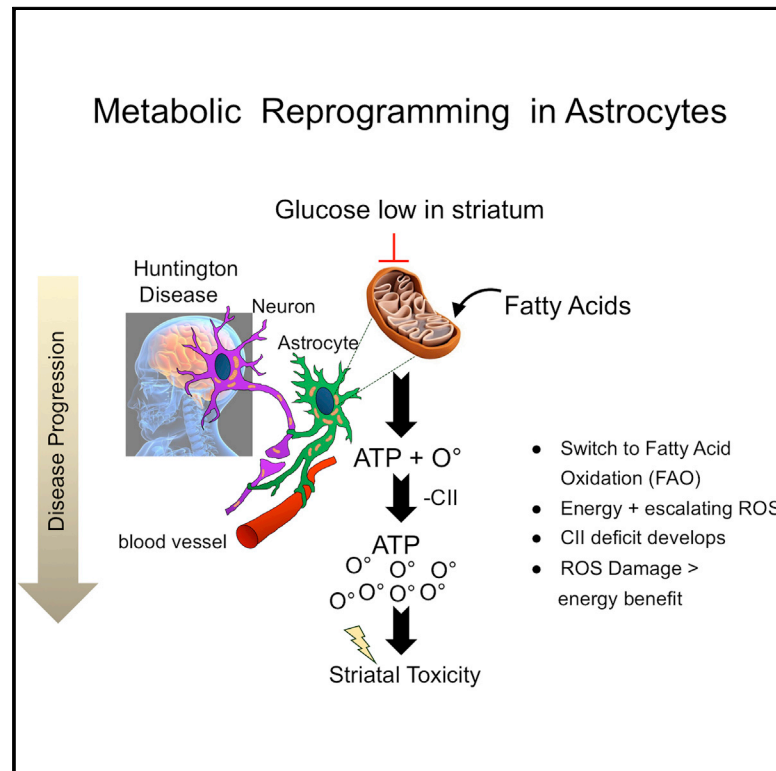 Metabolic Reprogramming in Astrocytes
Glucose low in striatum
Huntington
Disease
Neuron
Astrocyte
Fatty Acids
Disease Progression
blood vessel
ATP + O°
-CII
ATP
O° O° O°
O° O° O° O°
Striatal Toxicity
● Switch to Fatty Acid
Oxidation (FAO)
● Energy + escalating ROS
● CII deficit develops
● ROS Damage >
energy benefit